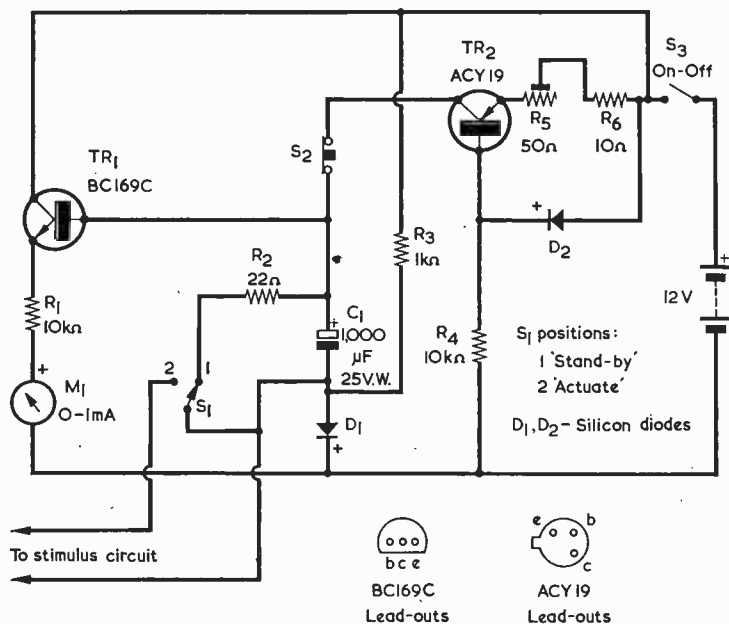 TR2
ACY19
S3
On-Off
R5
50Ω
R6
10Ω
S2
TR1
BC169C
+
D2
R3
1kΩ
R2
22Ω
+
12V
R1
10kΩ
+
C1
1,000
µF
25V.W.
R4
10kΩ
S1 positions:
1 'Stand-by'
2 'Actuate'
2
1
S1
+
M1
0-1mA
D1
+
D1,D2-Silicon diodes
To stimulus circuit
b c e
BC169C
Lead-outs
e
b
c
ACY19
Lead-outs